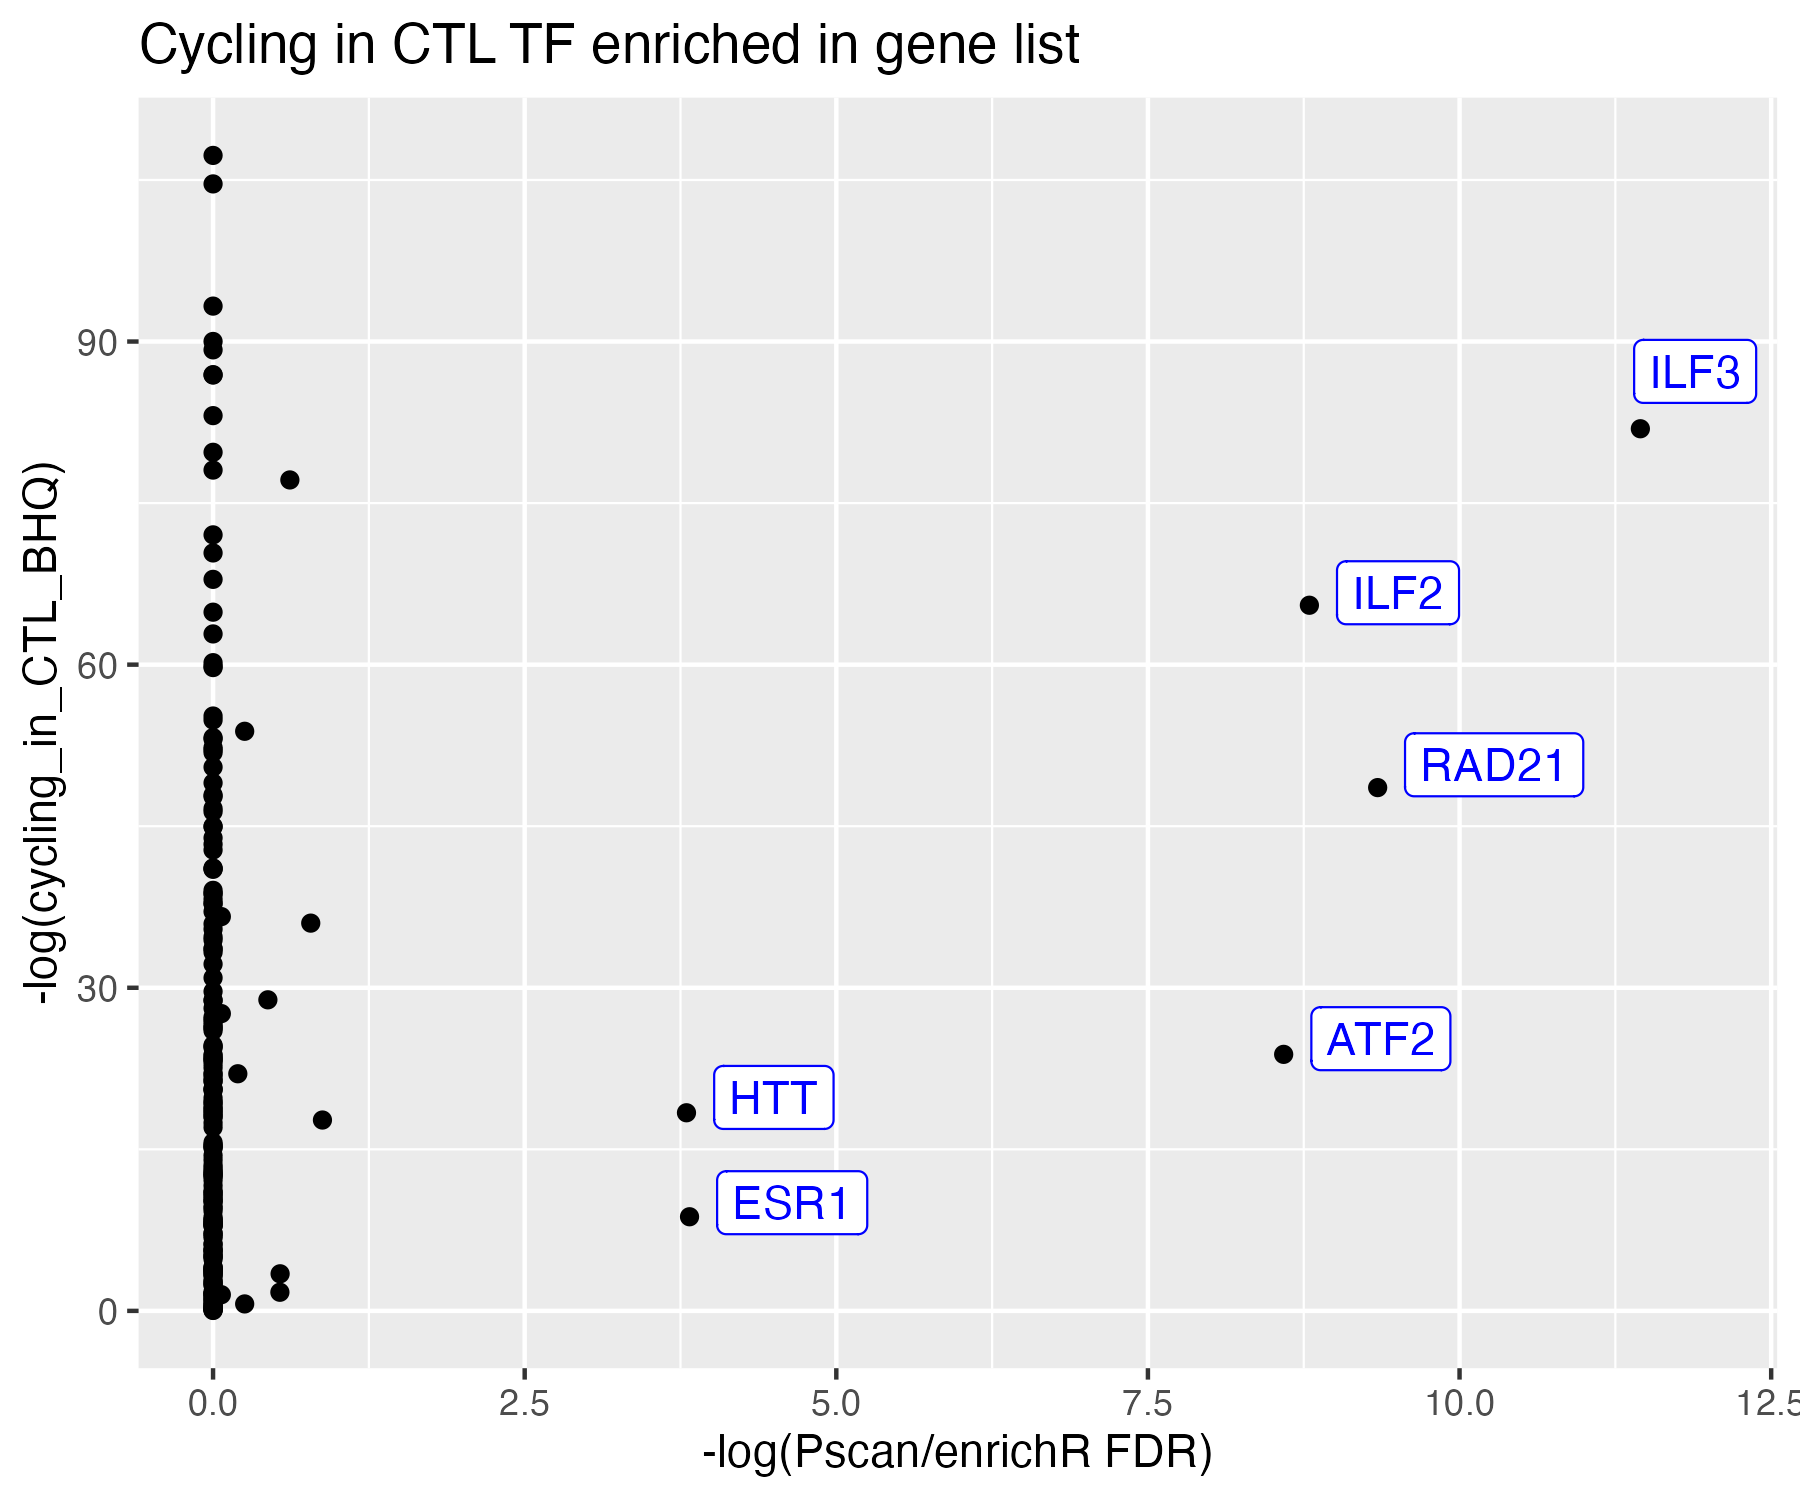 Cycling in CTL TF enriched in gene list
-log(cycling_in_CTL_BHQ)
90
60
30
0
ILF3
ILF2
RAD21
ATF2
HTT
ESR1
0.0
2.5
5.0
7.5
10.0
12.5
-log(Pscan/enrichR FDR)